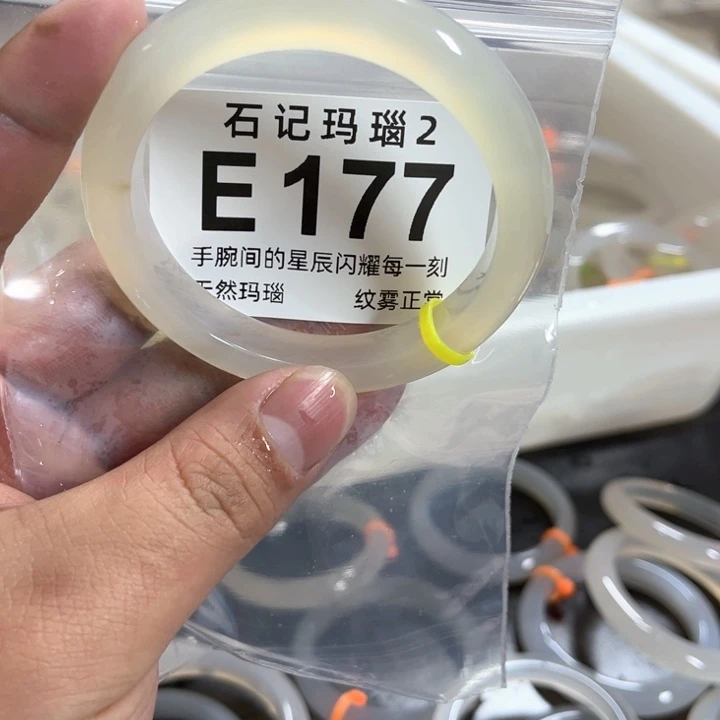 石记玛瑙2
E177
手腕间的星辰闪耀每一刻
天然玛瑙 纹雾正常